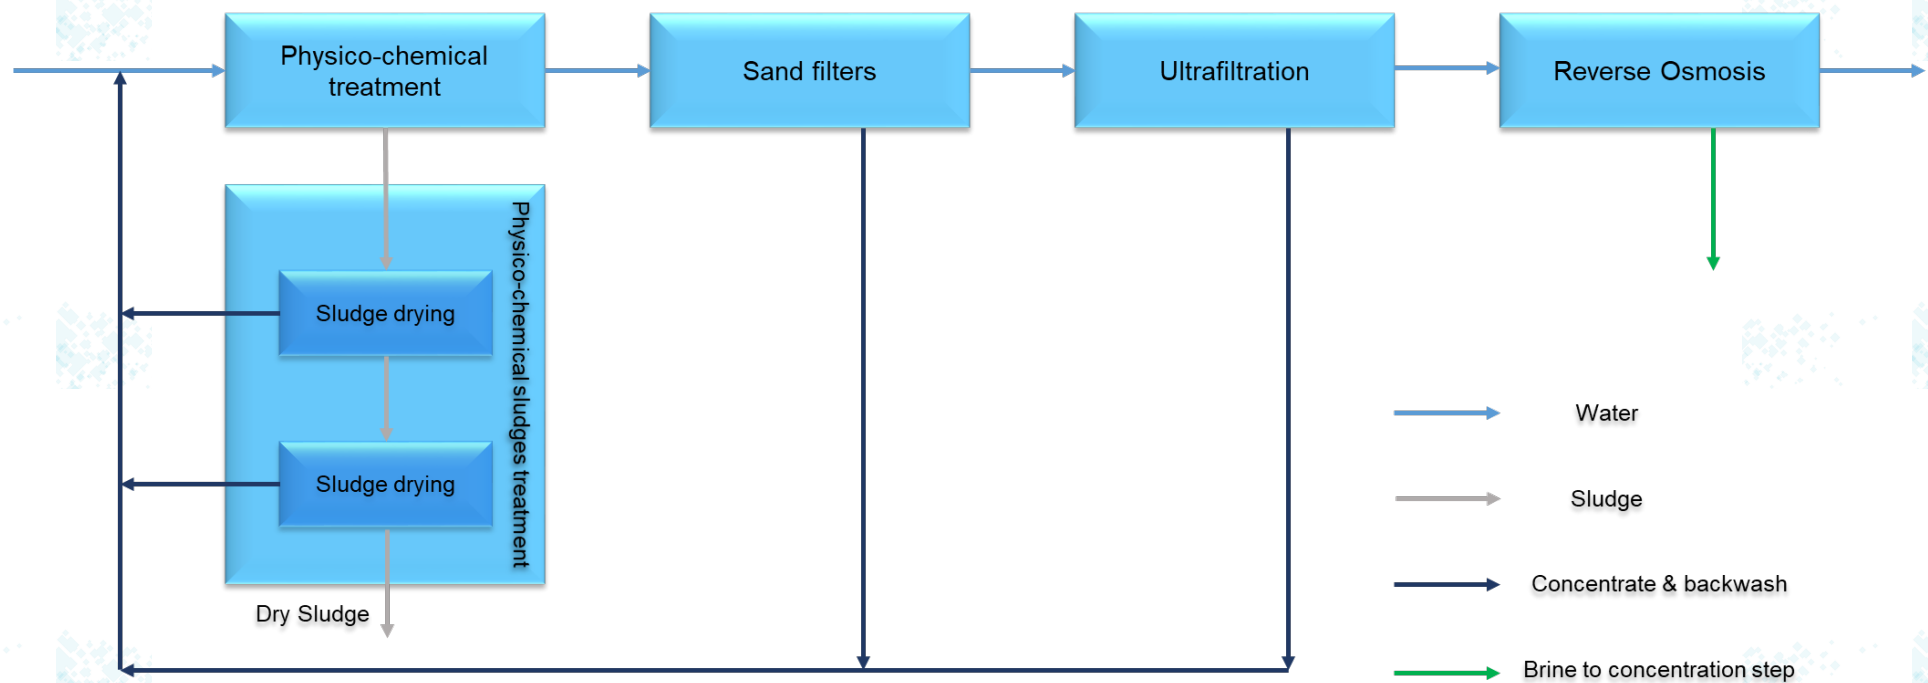 Physico-chemical
treatment
Sand filters
Ultrafiltration
Reverse Osmosis
Physico-chemical sludges treatment
Sludge drying
Sludge drying
Dry Sludge
Water
Sludge
Concentrate & backwash
Brine to concentration step